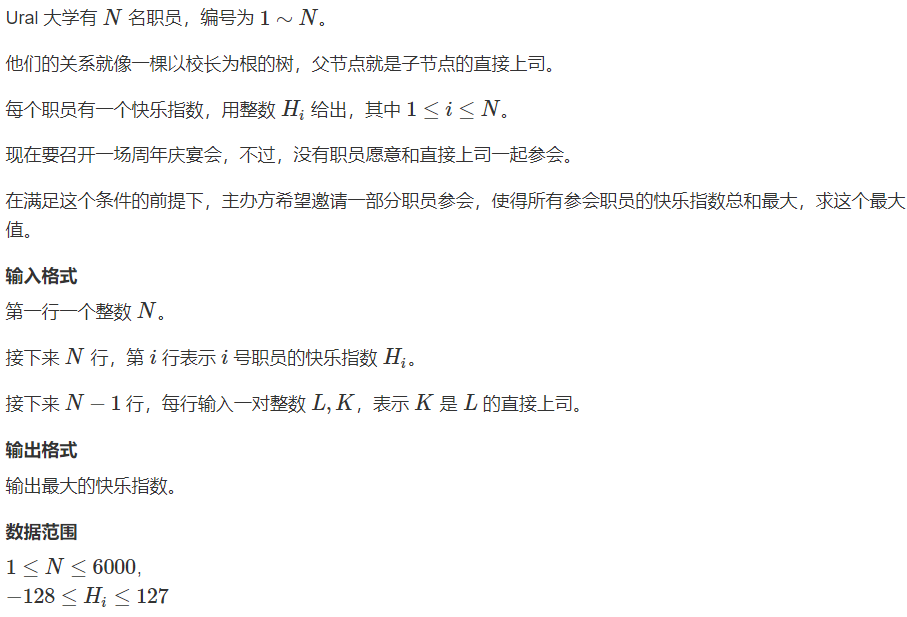 Ural 大学有 N 名职员，编号为 1 ∼ N。
他们的关系就像一棵以校长为根的树，父节点就是子节点的直接上司。
每个职员有一个快乐指数，用整数 H_i 给出，其中 1 ≤ i ≤ N。
现在要召开一场周年庆宴会，不过，没有职员愿意和直接上司一起参会。
在满足这个条件的前提下，主办方希望邀请一部分职员参会，使得所有参会职员的快乐指数总和最大，求这个最大
值。
输入格式
第一行一个整数 N。
接下来 N 行，第 i 行表示 i 号职员的快乐指数 H_i。
接下来 N − 1 行，每行输入一对整数 L, K，表示 K 是 L 的直接上司。
输出格式
输出最大的快乐指数。
数据范围
1 ≤ N ≤ 6000,
−128 ≤ H_i ≤ 127